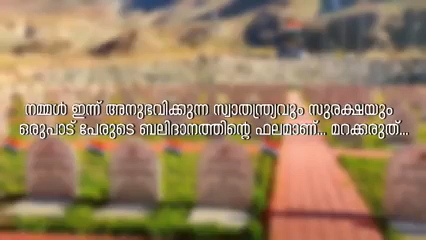 നമ്മൾ ഇന്ന് അനുഭവിക്കുന്ന സ്വാതന്ത്ര്യവും സുരക്ഷയും
ഒരുപാട് പേരുടെ ബലിദാനത്തിന്റെ ഫലമാണ്... മറക്കരുത്...